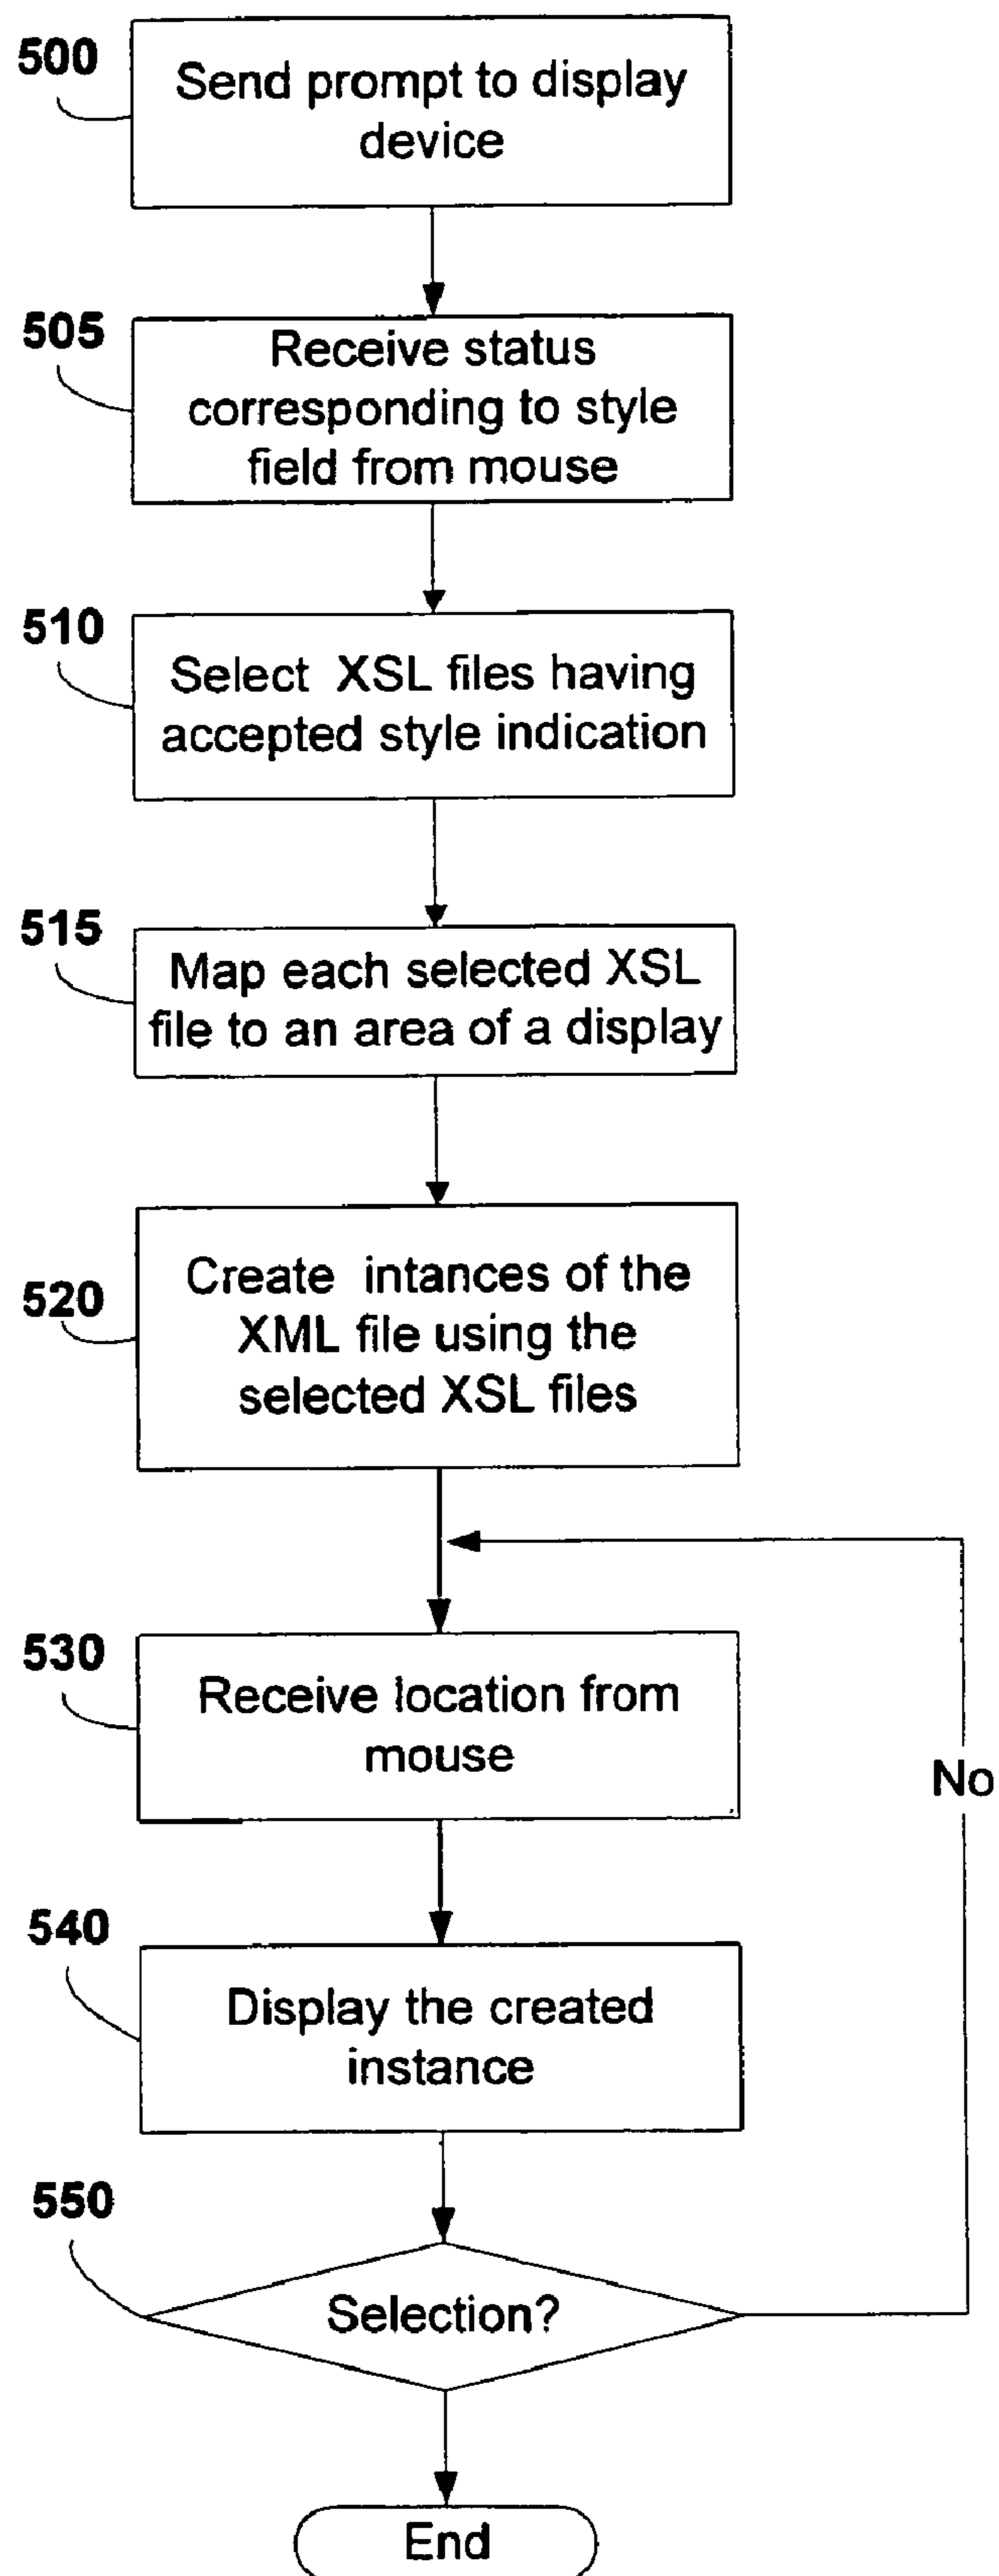 500
Send prompt to display
device
505
Receive status
corresponding to style
field from mouse
510
Select XSL files having
accepted style indication
515
Map each selected XSL
file to an area of a display
520
Create intances of the
XML file using the
selected XSL files
530
Receive location from
mouse
No
540
Display the created
instance
550
Selection?
End